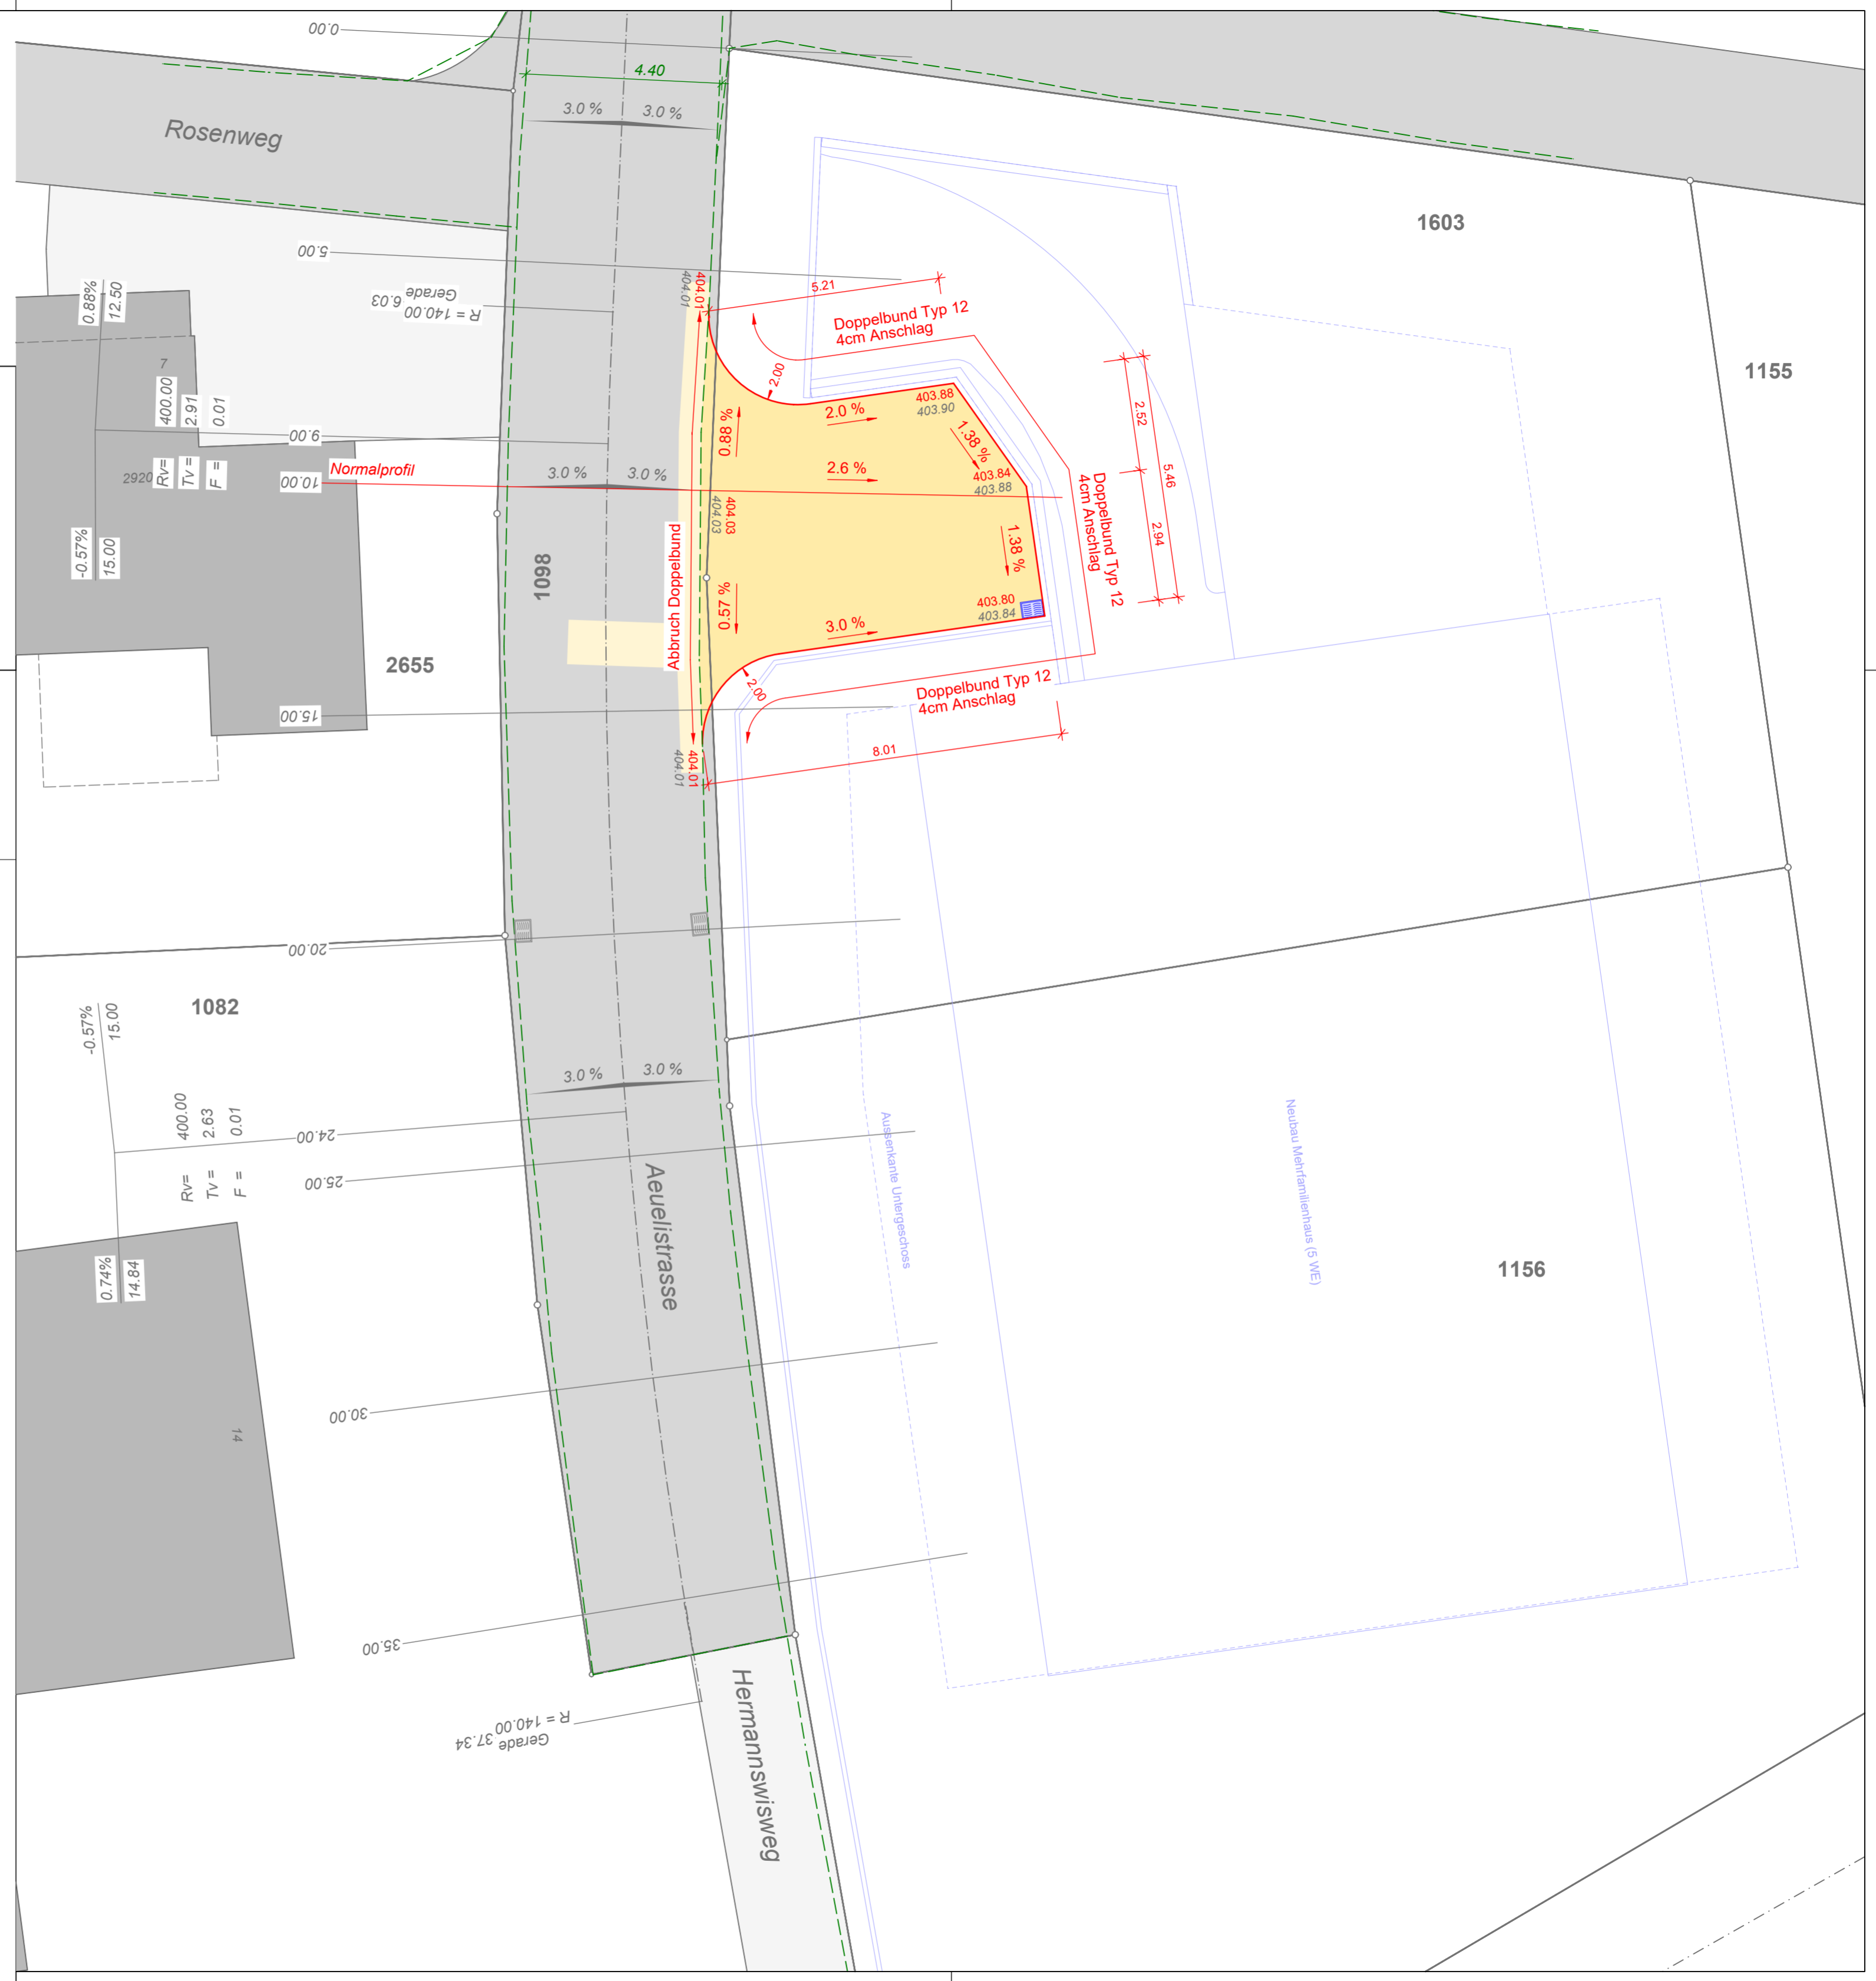 0.00
4.40
3.0 % 3.0 %
Rosenweg
1603
5.00
R = 140.00 6.03
Gerade
404.01
404.01
5.21
Doppelbund Typ 12
4cm Anschlag
0.88%
12.50
7
400.00
2.91
0.01
Rv=
Tv =
F =
2920
2.00
2.0 %
403.88
403.90
2.52
5.46
2.94
1155
9.00
0.88 %
1.38 %
Normalprofil
10.00
3.0 % 3.0 %
2.6 %
403.84
403.88
Doppelbund Typ 12
4cm Anschlag
404.03
404.03
-0.57%
15.00
1098
Abbruch Doppelbund
1.38 %
0.57 %
403.80
403.84
3.0 %
2655
2.00
Doppelbund Typ 12
4cm Anschlag
15.00
404.01
404.01
8.01
20.00
1082
-0.57%
15.00
3.0 % 3.0 %
400.00
2.63
0.01
Rv=
Tv =
F =
24.00
25.00
Aeuelistrasse
Aussenkante Untergeschoss
Neubau Mehrfamilienhaus (5 WE)
0.74%
14.84
1156
30.00
14
35.00
R = 140.00 37.34
Gerade
Hermannswisweg